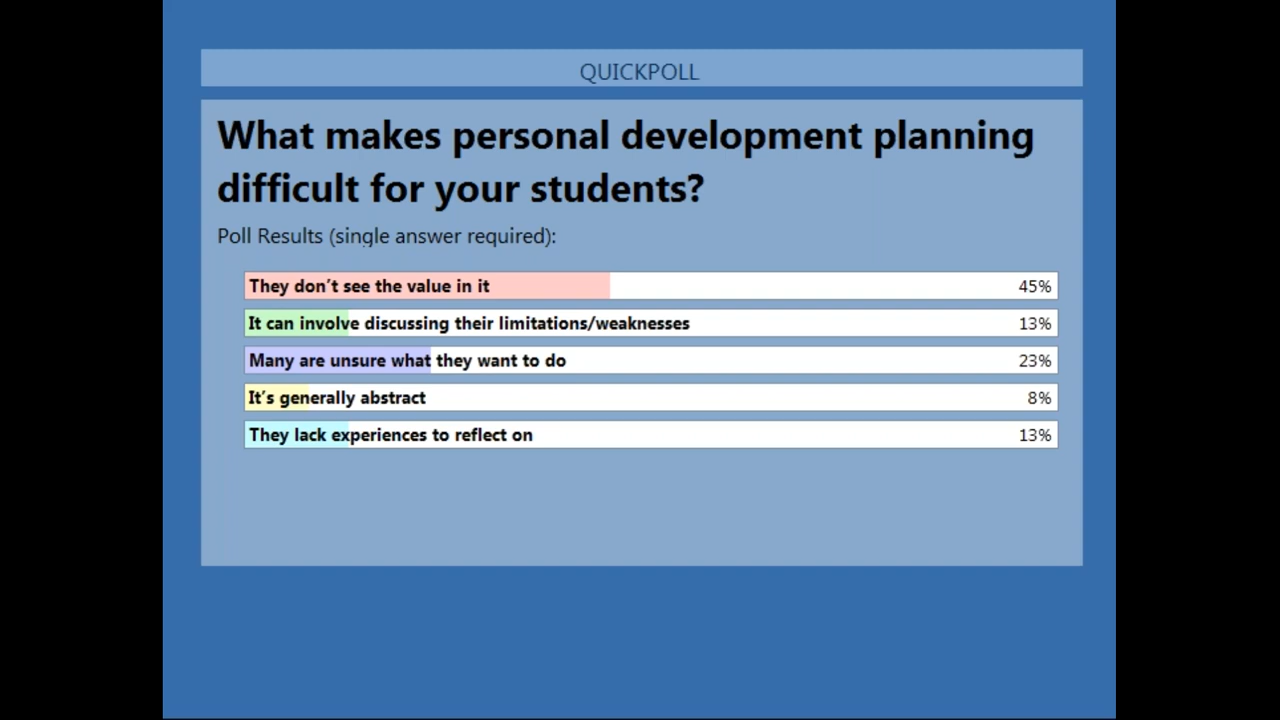 QUICKPOLL
What makes personal development planning
difficult for your students?
Poll Results (single answer required):
They don’t see the value in it 45%
It can involve discussing their limitations/weaknesses 13%
Many are unsure what they want to do 23%
It’s generally abstract 8%
They lack experiences to reflect on 13%